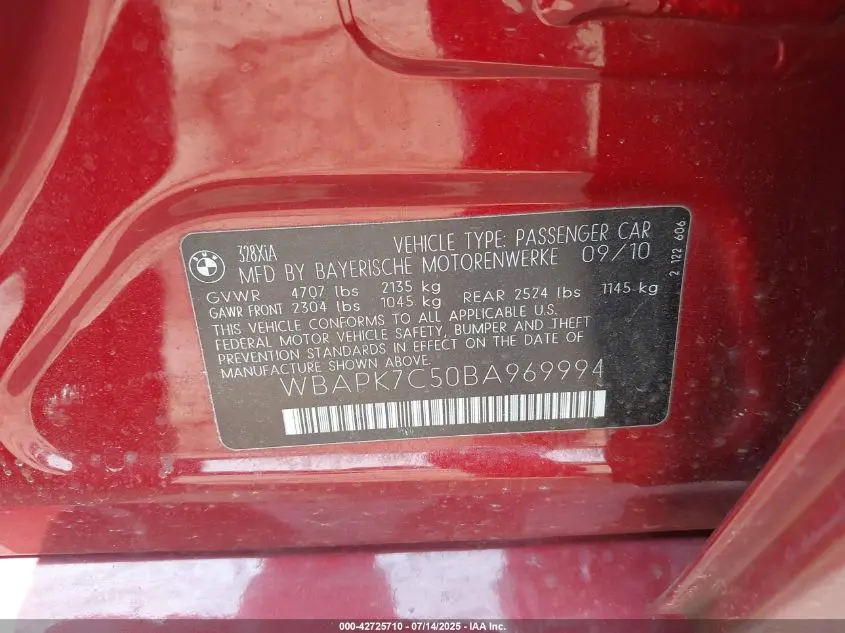 BMW
328XiA
VEHICLE TYPE: PASSENGER CAR
MFD BY BAYERISCHE MOTORENWERKE 09/10
GVWR 4707 lbs 2135 kg
GAWR FRONT 2304 lbs 1045 kg REAR 2524 lbs 1145 kg
THIS VEHICLE CONFORMS TO ALL APPLICABLE U.S.
FEDERAL MOTOR VEHICLE SAFETY, BUMPER AND THEFT
PREVENTION STANDARDS IN EFFECT ON THE DATE OF
MANUFACTURE SHOWN ABOVE.
WBAPK7C50BA969994
2 122 606
000-42725710 - 07/14/2025 - IAA Inc.